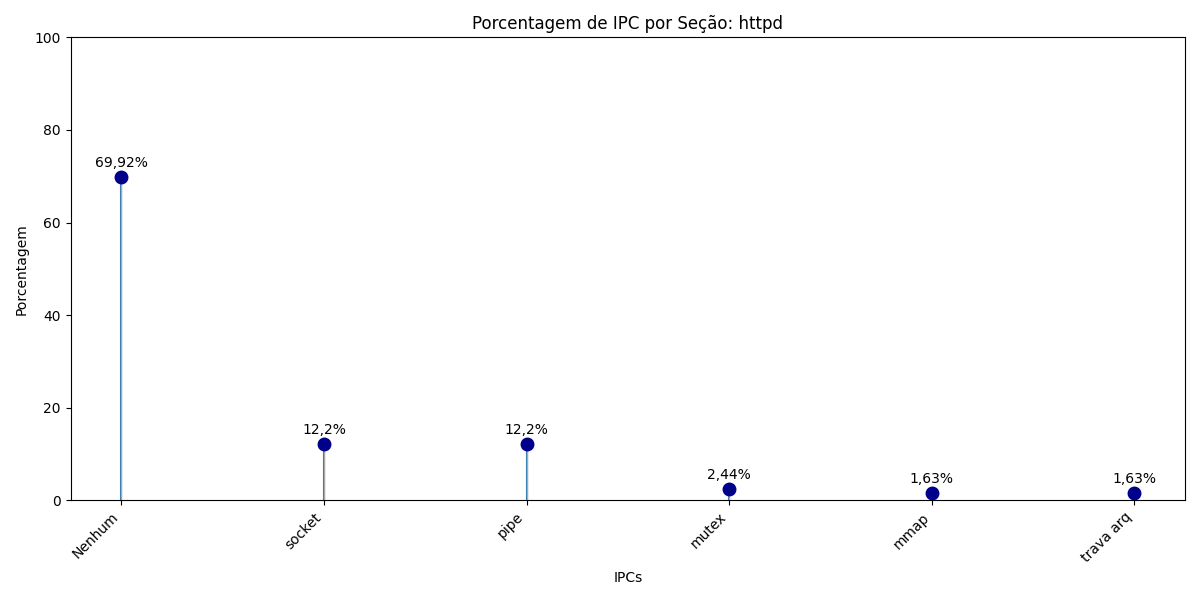 Porcentagem de IPC por Seção: httpd
100
80
60
40
20
0
Porcentagem
69,92%
12,2%
12,2%
2,44%
1,63%
1,63%
Nenhum
socket
pipe
mutex
mmap
trava arq
IPCs